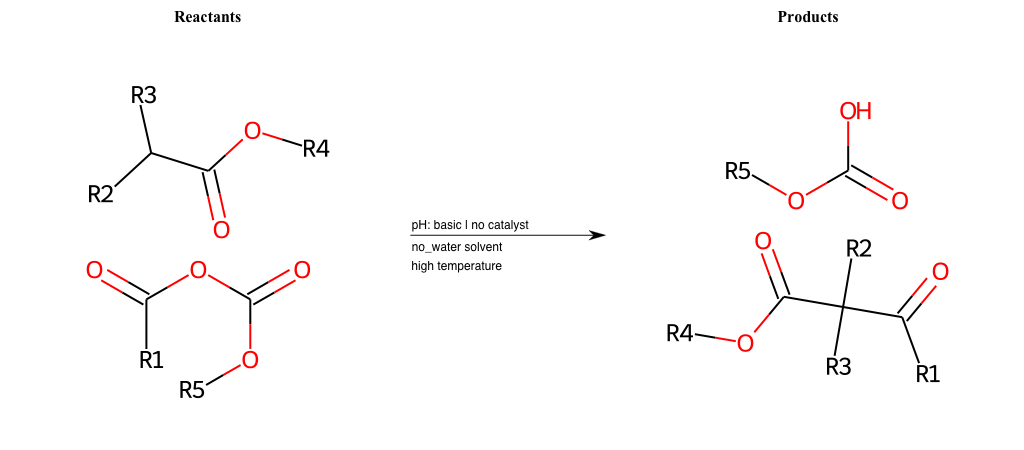 Reactants
Products
R3
O
R4
R2
O
O
O
O
R1
O
R5
pH: basic | no catalyst
no_water solvent
high temperature
OH
R5
O
O
O
R2
O
R4
O
R3
R1